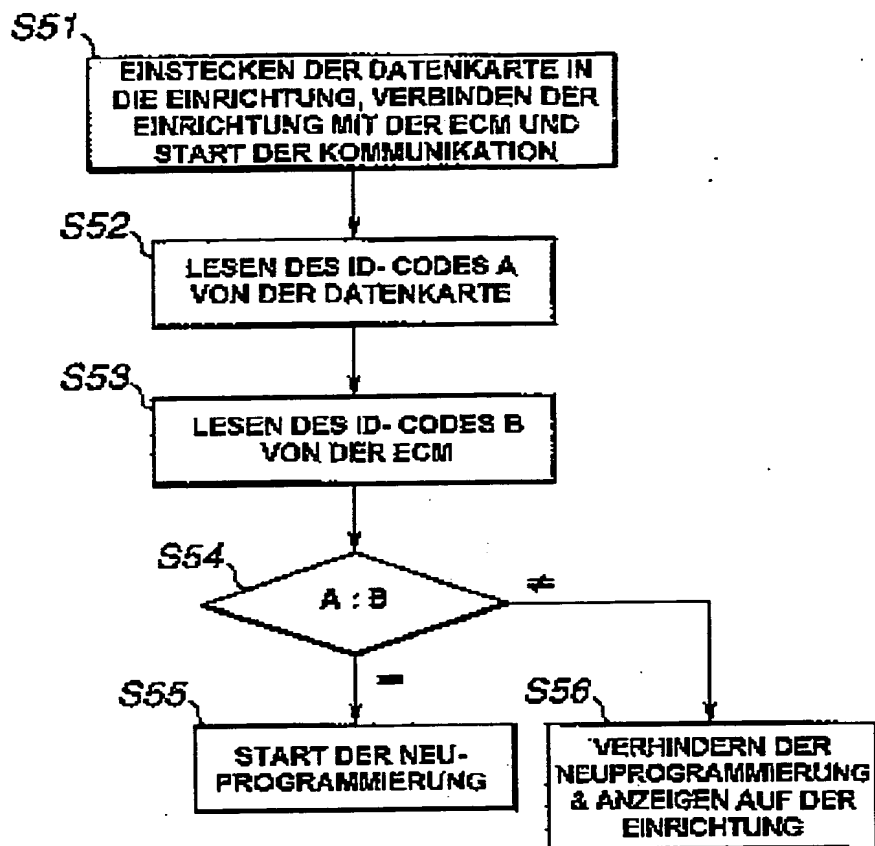 S51
EINSTECKEN DER DATENKARTE IN
DIE EINRICHTUNG, VERBINDEN DER
EINRICHTUNG MIT DER ECM UND
START DER KOMMUNIKATION
S52
LESEN DES ID- CODES A
VON DER DATENKARTE
S53
LESEN DES ID- CODES B
VON DER ECM
S54
A : B
≠
=
S55
START DER NEU-
PROGRAMMIERUNG
S56
VERHINDERN DER
NEUPROGRAMMIERUNG
& ANZEIGEN AUF DER
EINRICHTUNG